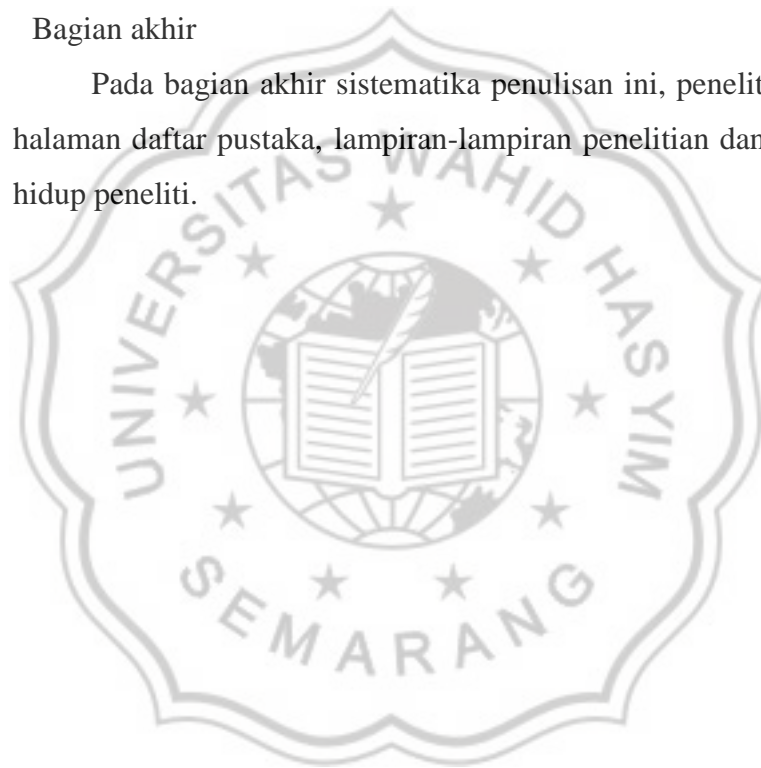 Bagian akhir
Pada bagian akhir sistematika penulisan ini, penelit
halaman daftar pustaka, lampiran-lampiran penelitian dan
hidup peneliti.
UNIVERSITAS WAHID HASYIM
SEMARANG